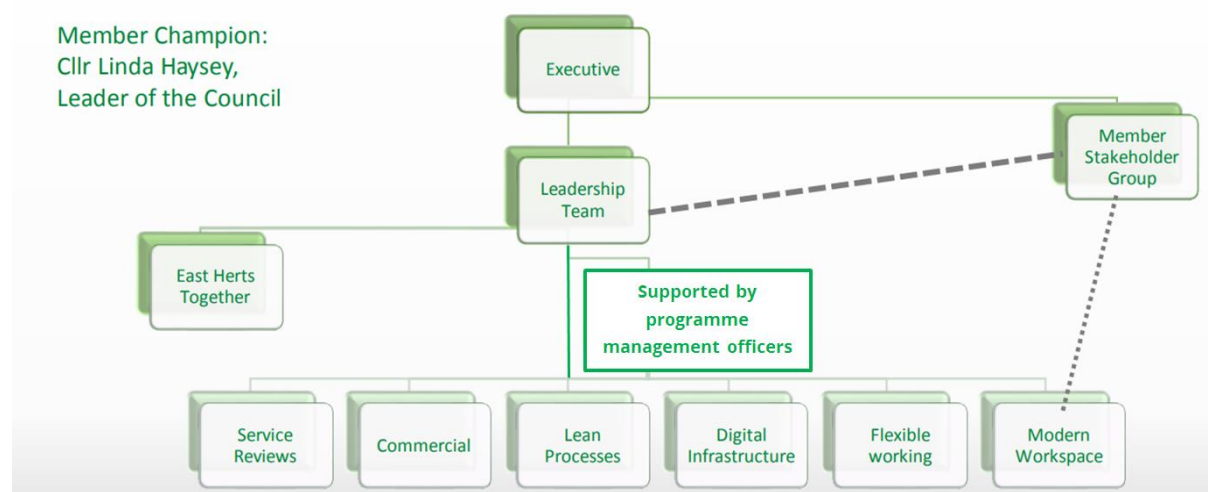 Member Champion:
Cllr Linda Haysey,
Leader of the Council
Executive
Member
Stakeholder
Group
Leadership
Team
East Herts
Together
Supported by
programme
management officers
Service
Reviews
Commercial
Lean
Processes
Digital
Infrastructure
Flexible
working
Modern
Workspace